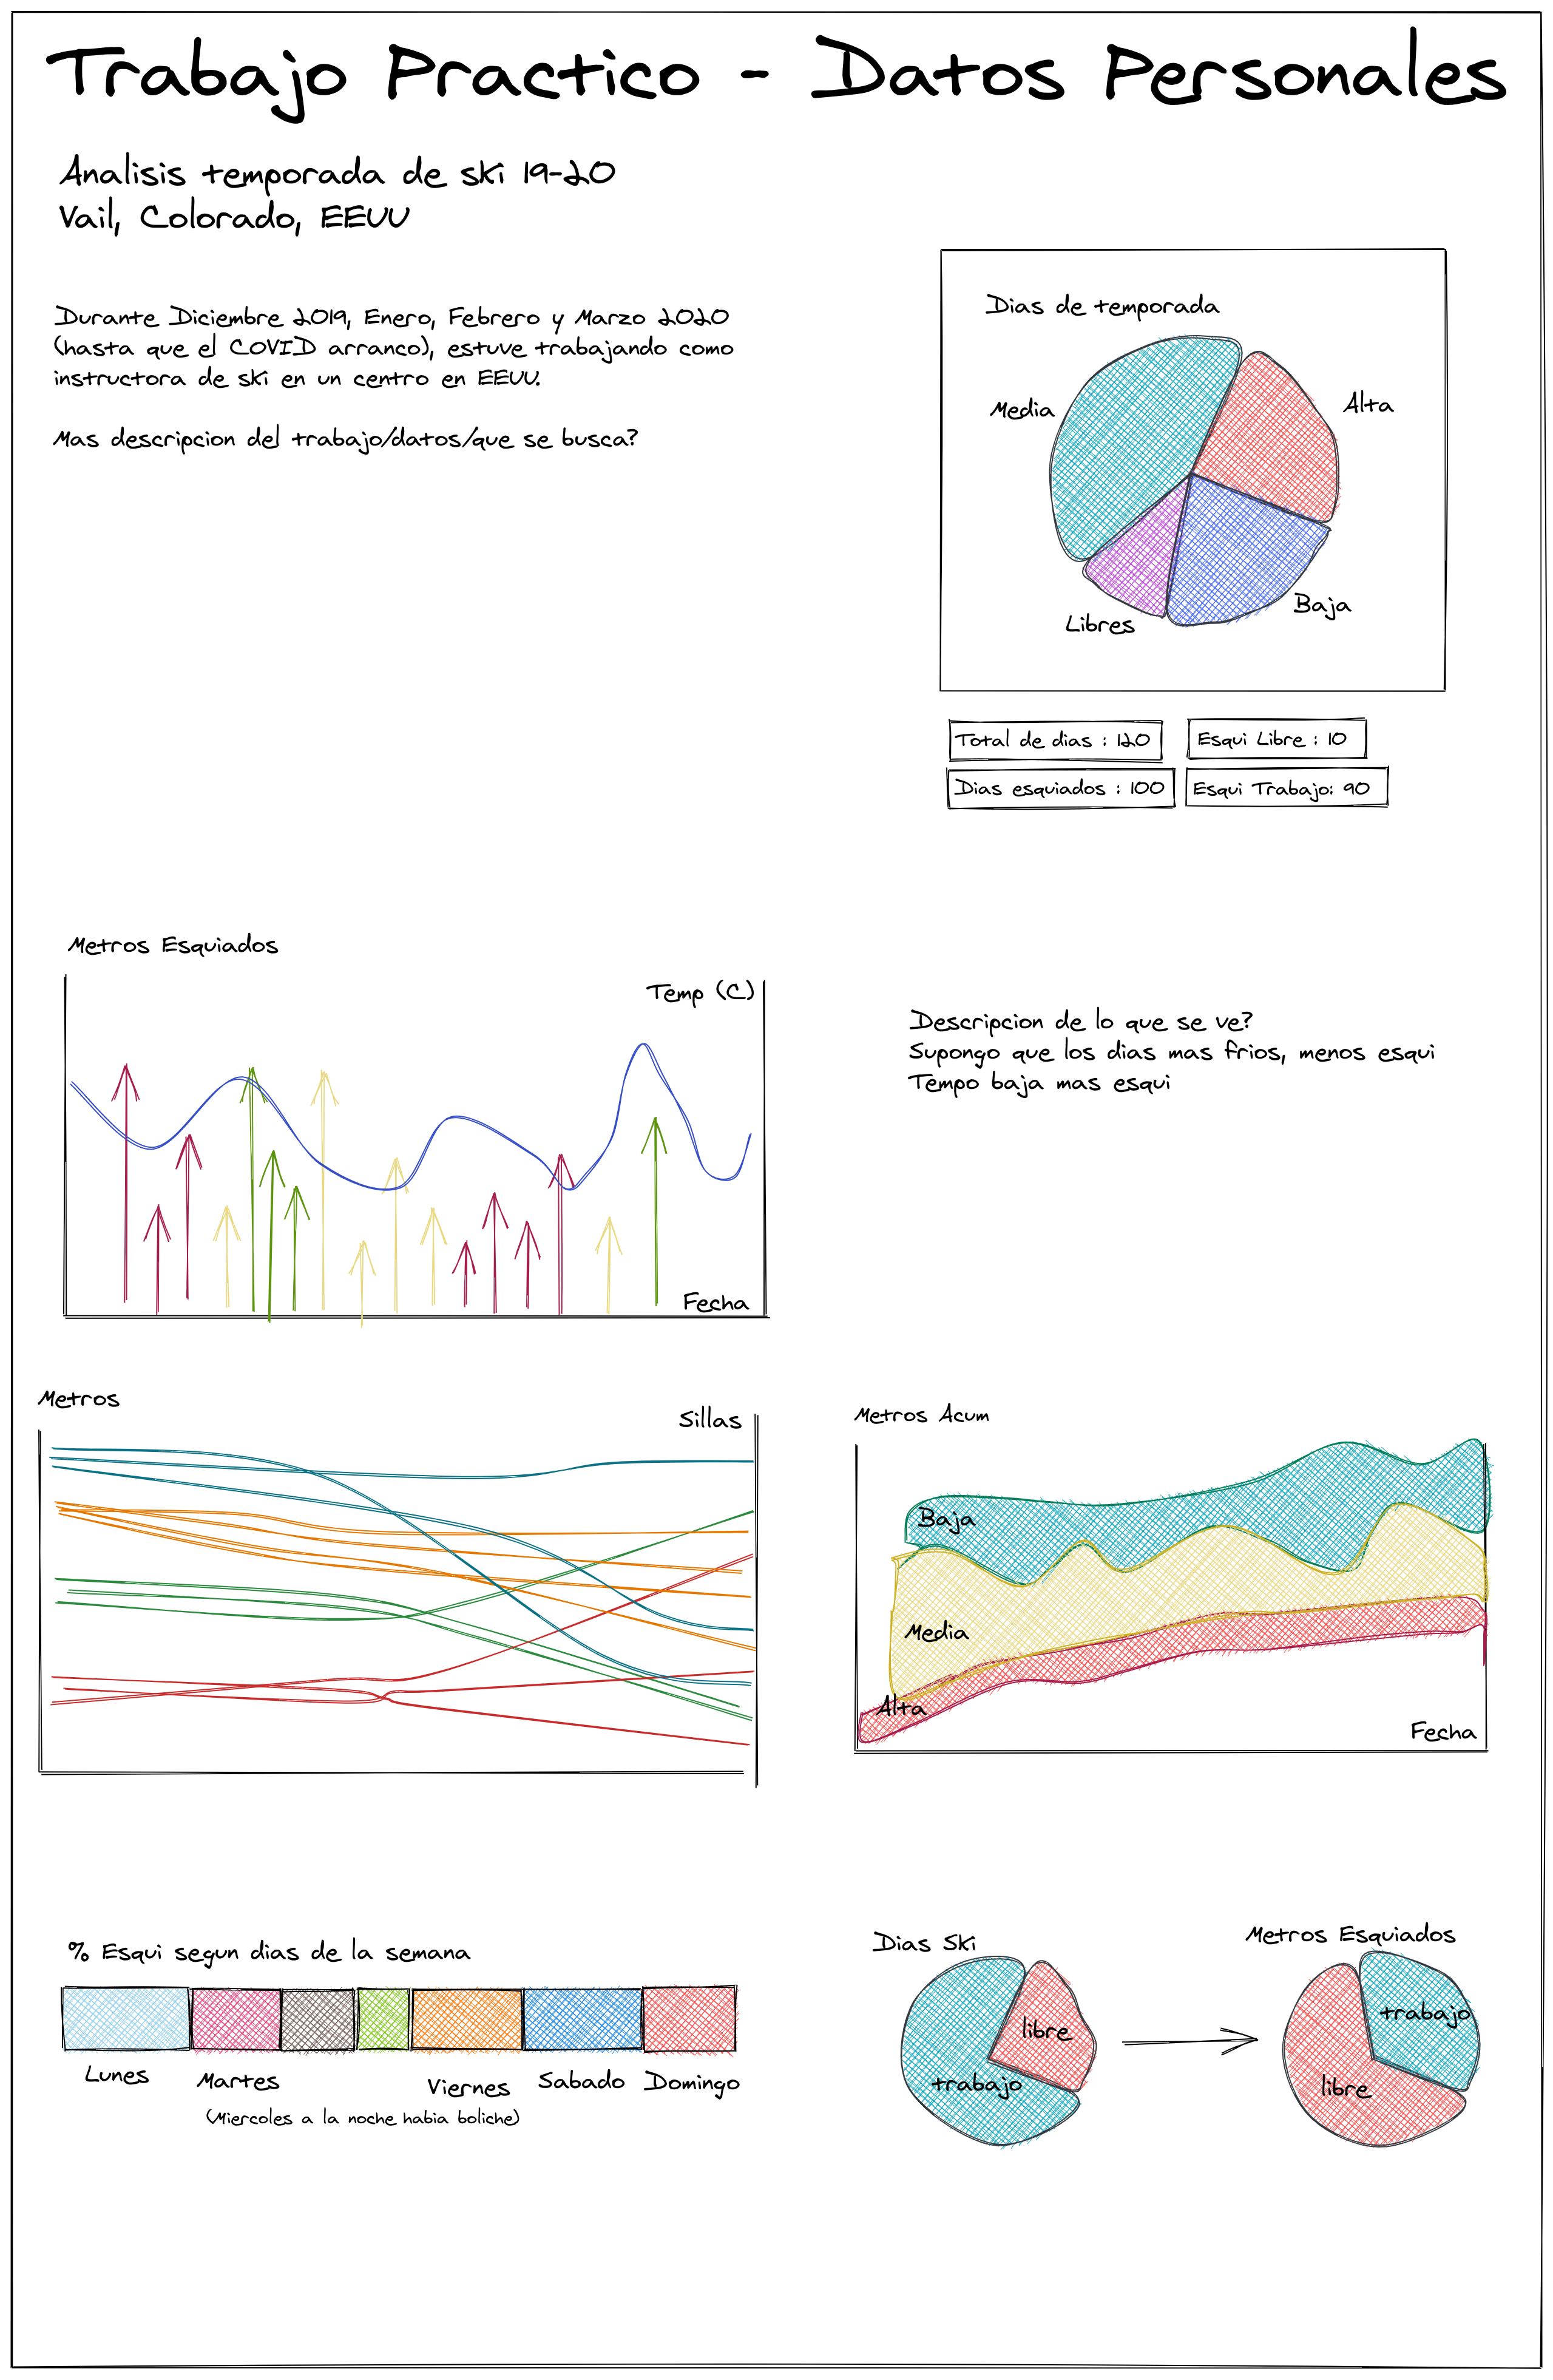 Trabajo Practico - Datos Personales
Analisis temporada de ski 19-20
Vail, Colorado, EEUU
Durante Diciembre 2019, Enero, Febrero y Marzo 2020
(hasta que el COVID arranco), estuve trabajando como
instructora de ski en un centro en EEUU.
Mas descripcion del trabajo/datos/que se busca?
Dias de temporada
Media
Alta
Baja
Libres
Total de dias : 120
Esqui Libre : 10
Dias esquiados : 100
Esqui Trabajo: 90
Metros Esquiados
Temp (C)
Fecha
Descripcion de lo que se ve?
Supongo que los dias mas frios, menos esqui
Tempo baja mas esqui
Metros
Sillas
Metros Acum
Baja
Media
Alta
Fecha
% Esqui segun dias de la semana
Lunes
Martes
Viernes
Sabado
Domingo
(Miercoles a la noche habia boliche)
Dias Ski
libre
trabajo
Metros Esquiados
trabajo
libre